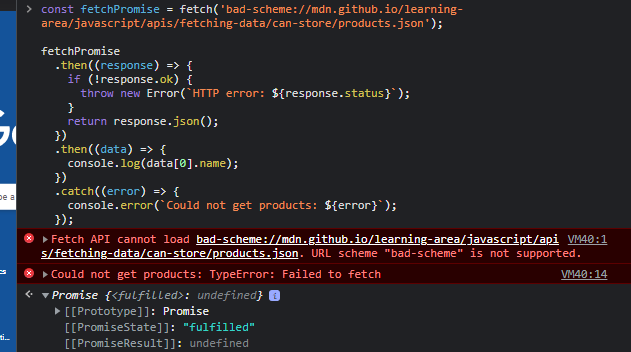 > const fetchPromise = fetch('bad-scheme://mdn.github.io/learning-
area/javascript/apis/fetching-data/can-store/products.json');
fetchPromise
.then((response) => {
if (!response.ok) {
throw new Error(`HTTP error: ${response.status}`);
}
return response.json();
})
.then((data) => {
console.log(data[0].name);
})
.catch((error) => {
console.error(`Could not get products: ${error}`);
});
Fetch API cannot load bad-scheme://mdn.github.io/learning-area/javascript/api VM40:1
s/fetching-data/can-store/products.json. URL scheme "bad-scheme" is not supported.
Could not get products: TypeError: Failed to fetch VM40:14
Promise {<fulfilled>: undefined} i
[[Prototype]]: Promise
[[PromiseState]]: "fulfilled"
[[PromiseResult]]: undefined